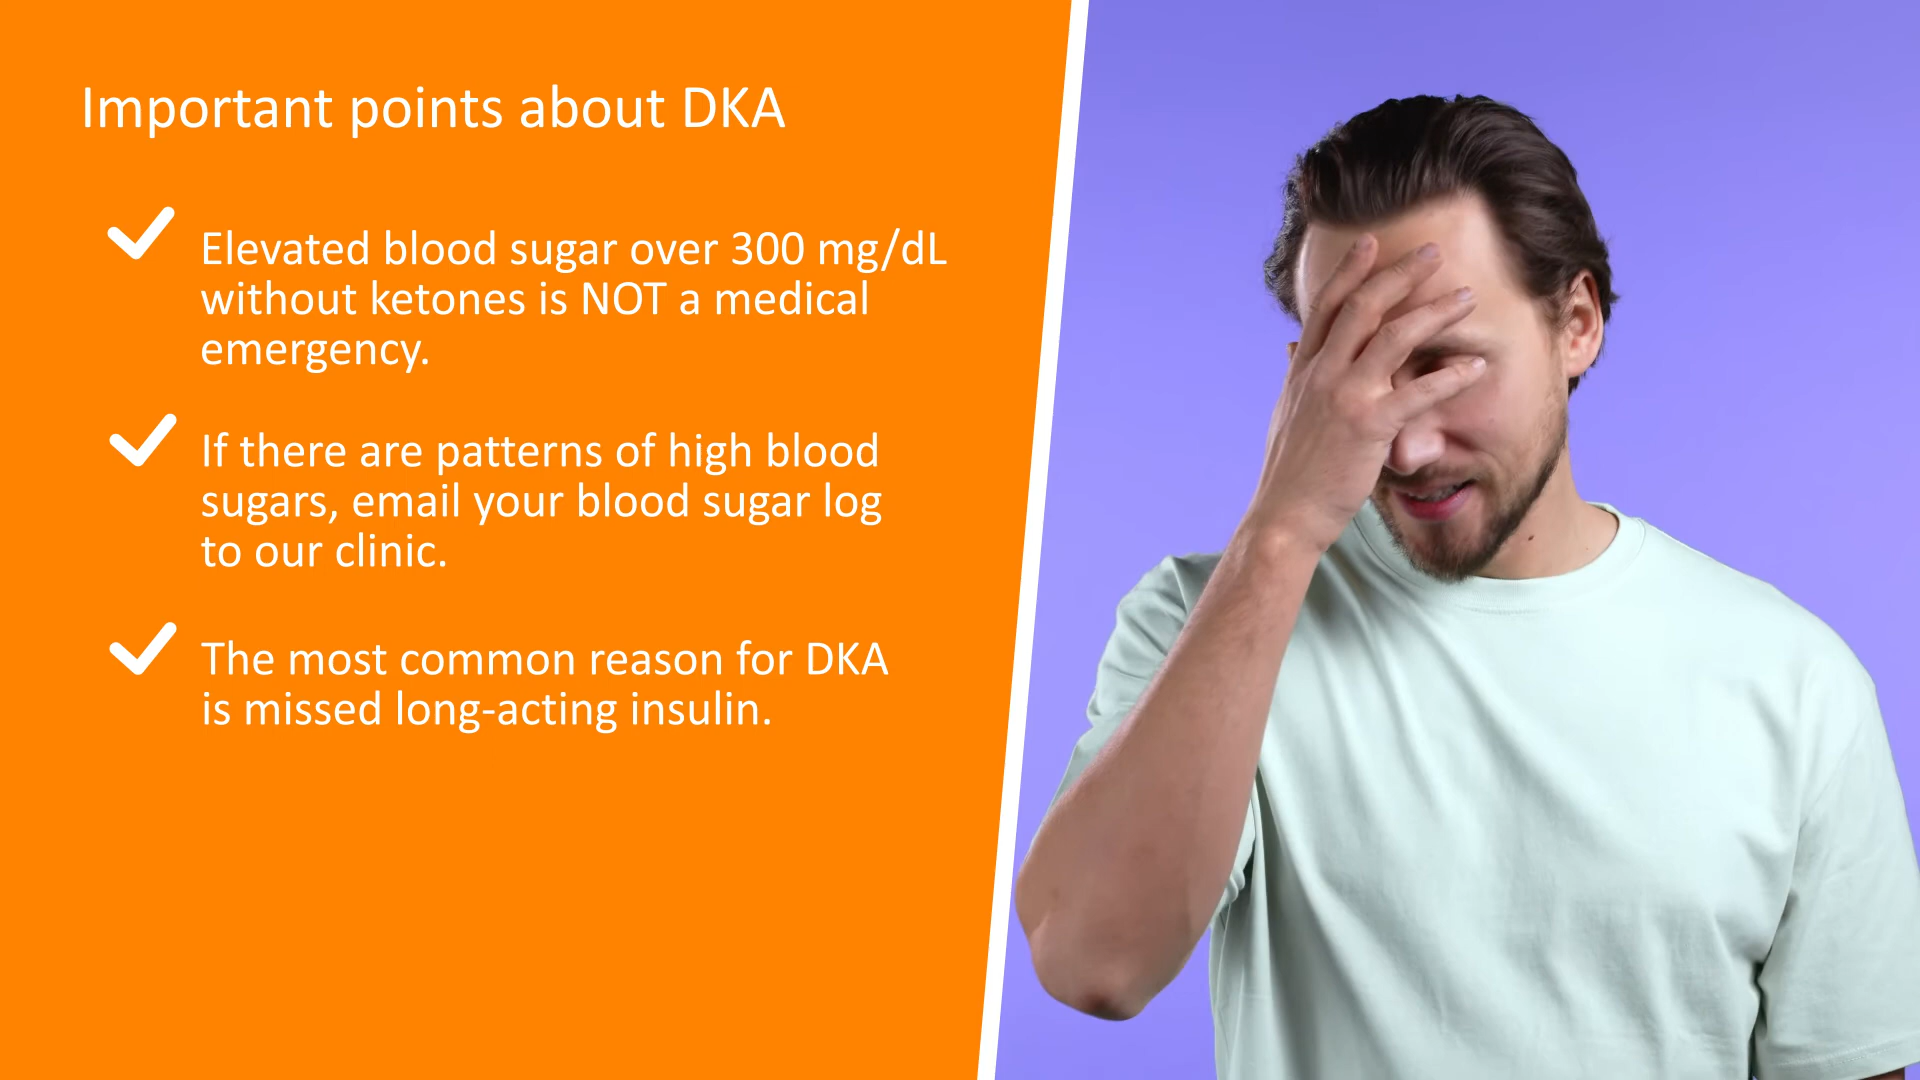 Important points about DKA
Elevated blood sugar over 300 mg/dL
without ketones is NOT a medical
emergency.
If there are patterns of high blood
sugars, email your blood sugar log
to our clinic.
The most common reason for DKA
is missed long-acting insulin.